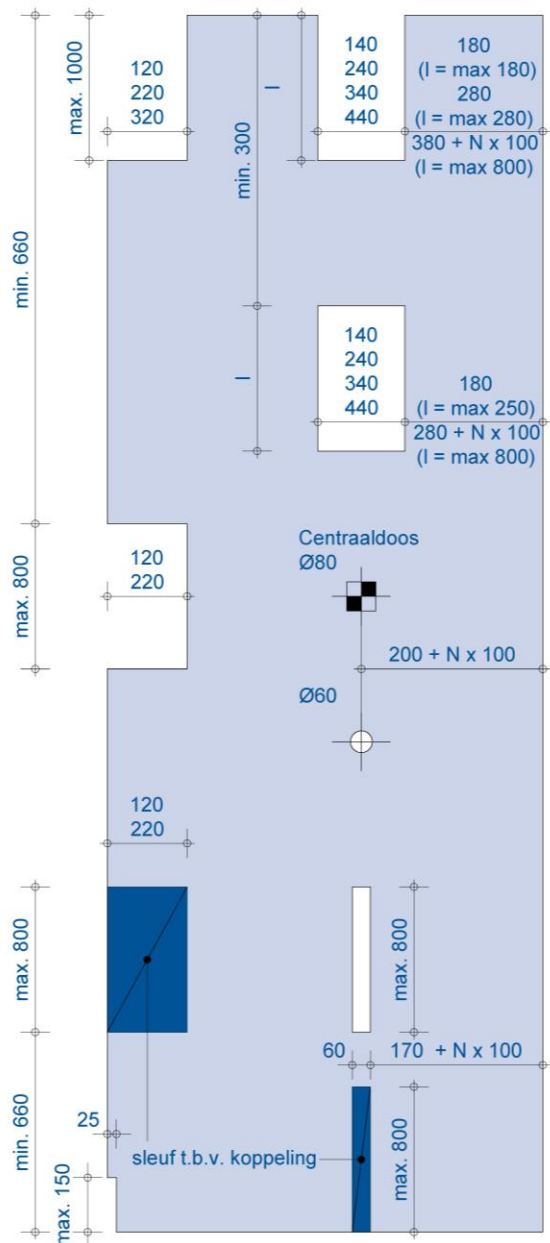 max. 1000
120
220
320
l
140
240
340
440
180
(l = max 180)
280
(l = max 280)
380 + N x 100
(l = max 800)
min. 300
min. 660
l
140
240
340
440
180
(l = max 250)
280 + N x 100
(l = max 800)
Centraaldoos
Ø80
max. 800
120
220
200 + N x 100
Ø60
120
220
max. 800
max. 800
60
170 + N x 100
min. 660
25
sleuf t.b.v. koppeling
max. 800
max. 150